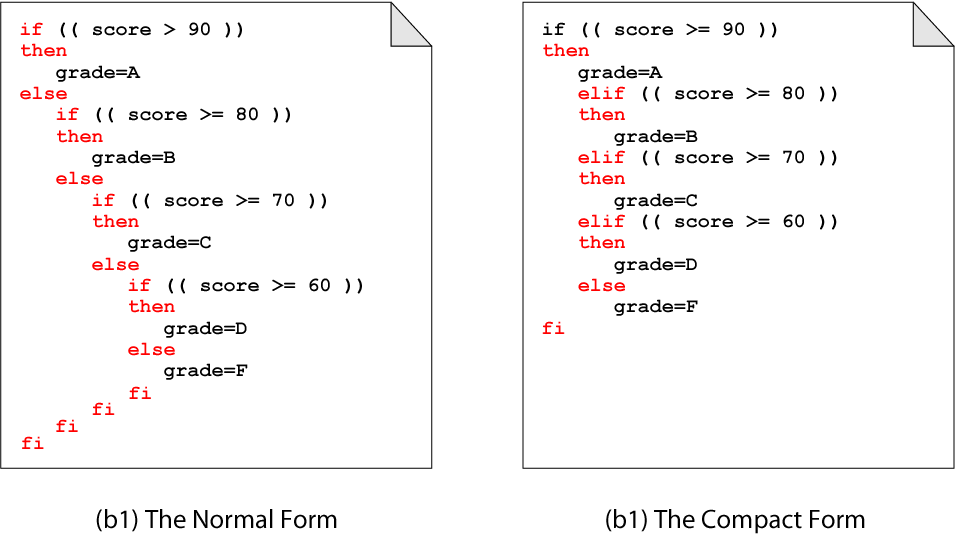 if (( score > 90 ))
then
   grade=A
else
   if (( score >= 80 ))
   then
      grade=B
   else
      if (( score >= 70 ))
      then
         grade=C
      else
         if (( score >= 60 ))
         then
            grade=D
         else
            grade=F
         fi
      fi
   fi
fi
(b1) The Normal Form
if (( score >= 90 ))
then
   grade=A
   elif (( score >= 80 ))
   then
      grade=B
   elif (( score >= 70 ))
   then
      grade=C
   elif (( score >= 60 ))
   then
      grade=D
   else
      grade=F
fi
(b1) The Compact Form